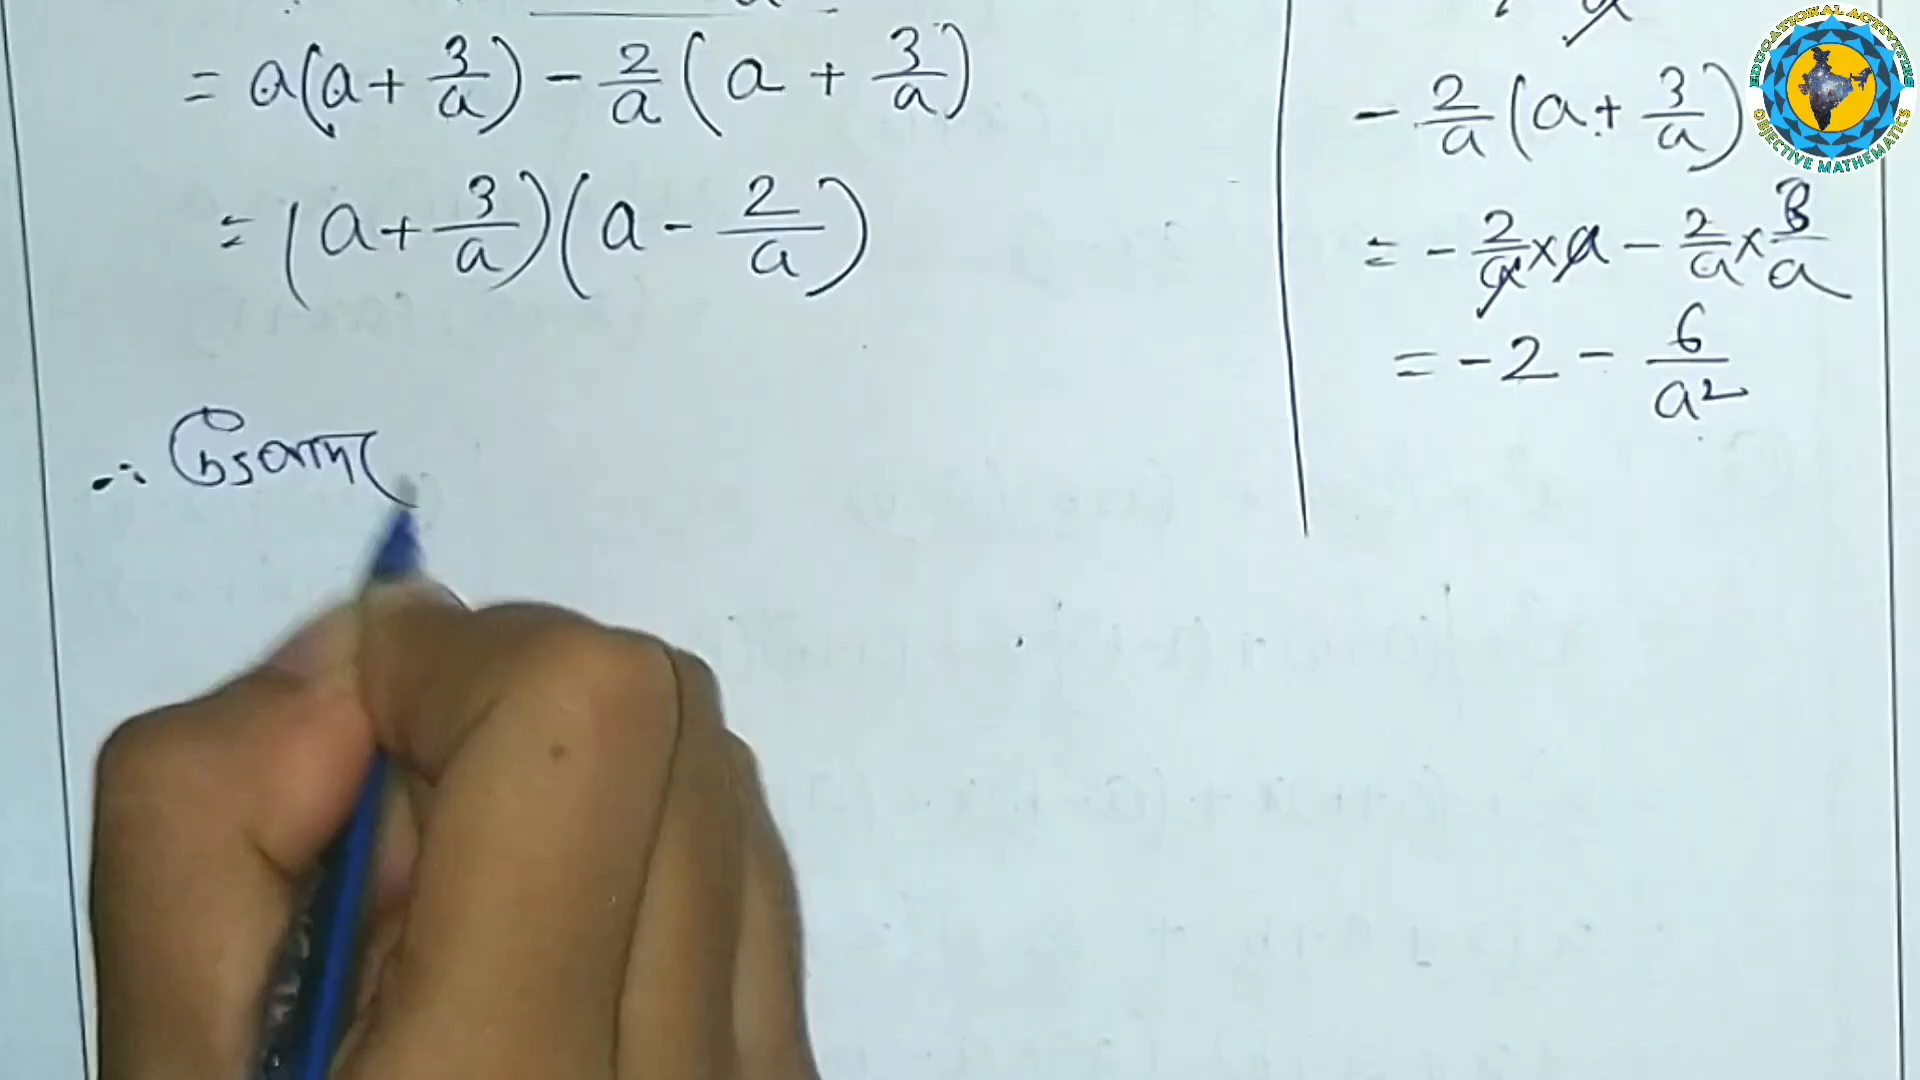 = a(a + 3/a) - 2/a (a + 3/a)
= (a + 3/a)(a - 2/a)
∴
- 2/a (a + 3/a)
= - 2/a × a - 2/a × 3/a
= -2 - 6/a²
EDUCATIONAL ACTIVITIES
OBJECTIVE MATHEMATICS